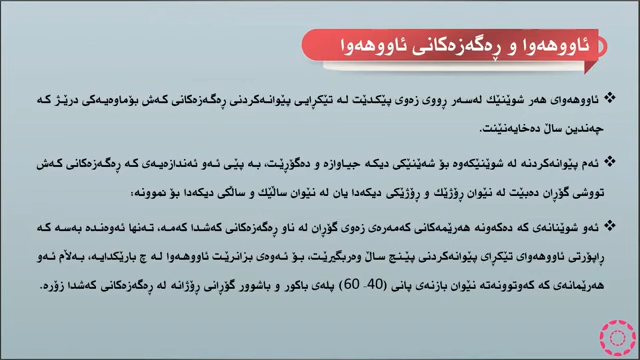 ئاووهەوا و ڕەگەزەکانی ئاووهەوا
❖ ئاووهەوای هەر شوێنێك لەسەر ڕووی زەوی پێکدێت لە تێکڕایی پێوانەکردنی ڕەگەزەکانی کەش بۆماوەیەکی درێژ کە
چەندین ساڵ دەخایەنێت.
❖ ئەم پێوانەکردنە لە شوێنێکەوە بۆ شەێنێکی دیکە جیاوازە و دەگۆڕێت، بە پێی ئەو ئەندازەیەی کە ڕەگەزەکانی کەش
تووشی گۆڕان دەبێت لە نێوان ڕۆژێك و ڕۆژێکی دیکەدا یان لە نێوان ساڵێك و ساڵکی دیکەدا بۆ نموونە:
❖ ئەو شوێنانەی کە دەکەونە هەرێمەکانی کەمەرەی زەوی گۆڕان لە ناو ڕەگەزەکانی کەشدا کەمە، تەنها ئەوەندە بەسە کە
ڕاپۆرتی ئاووهەوای تێکڕای پێوانەکردنی پێنج ساڵ وەربگیرێت، بۆ ئەوەی بزانرێت ئاووهەوا لە چ بارێکدایە، بەڵام ئەو
هەرێمانەی کە کەوتوونەتە نێوان بازنەی پانی (40- 60) پلەی باکور و باشوور گۆڕانی ڕۆژانە لە ڕەگەزەکانی کەشدا زۆرە.